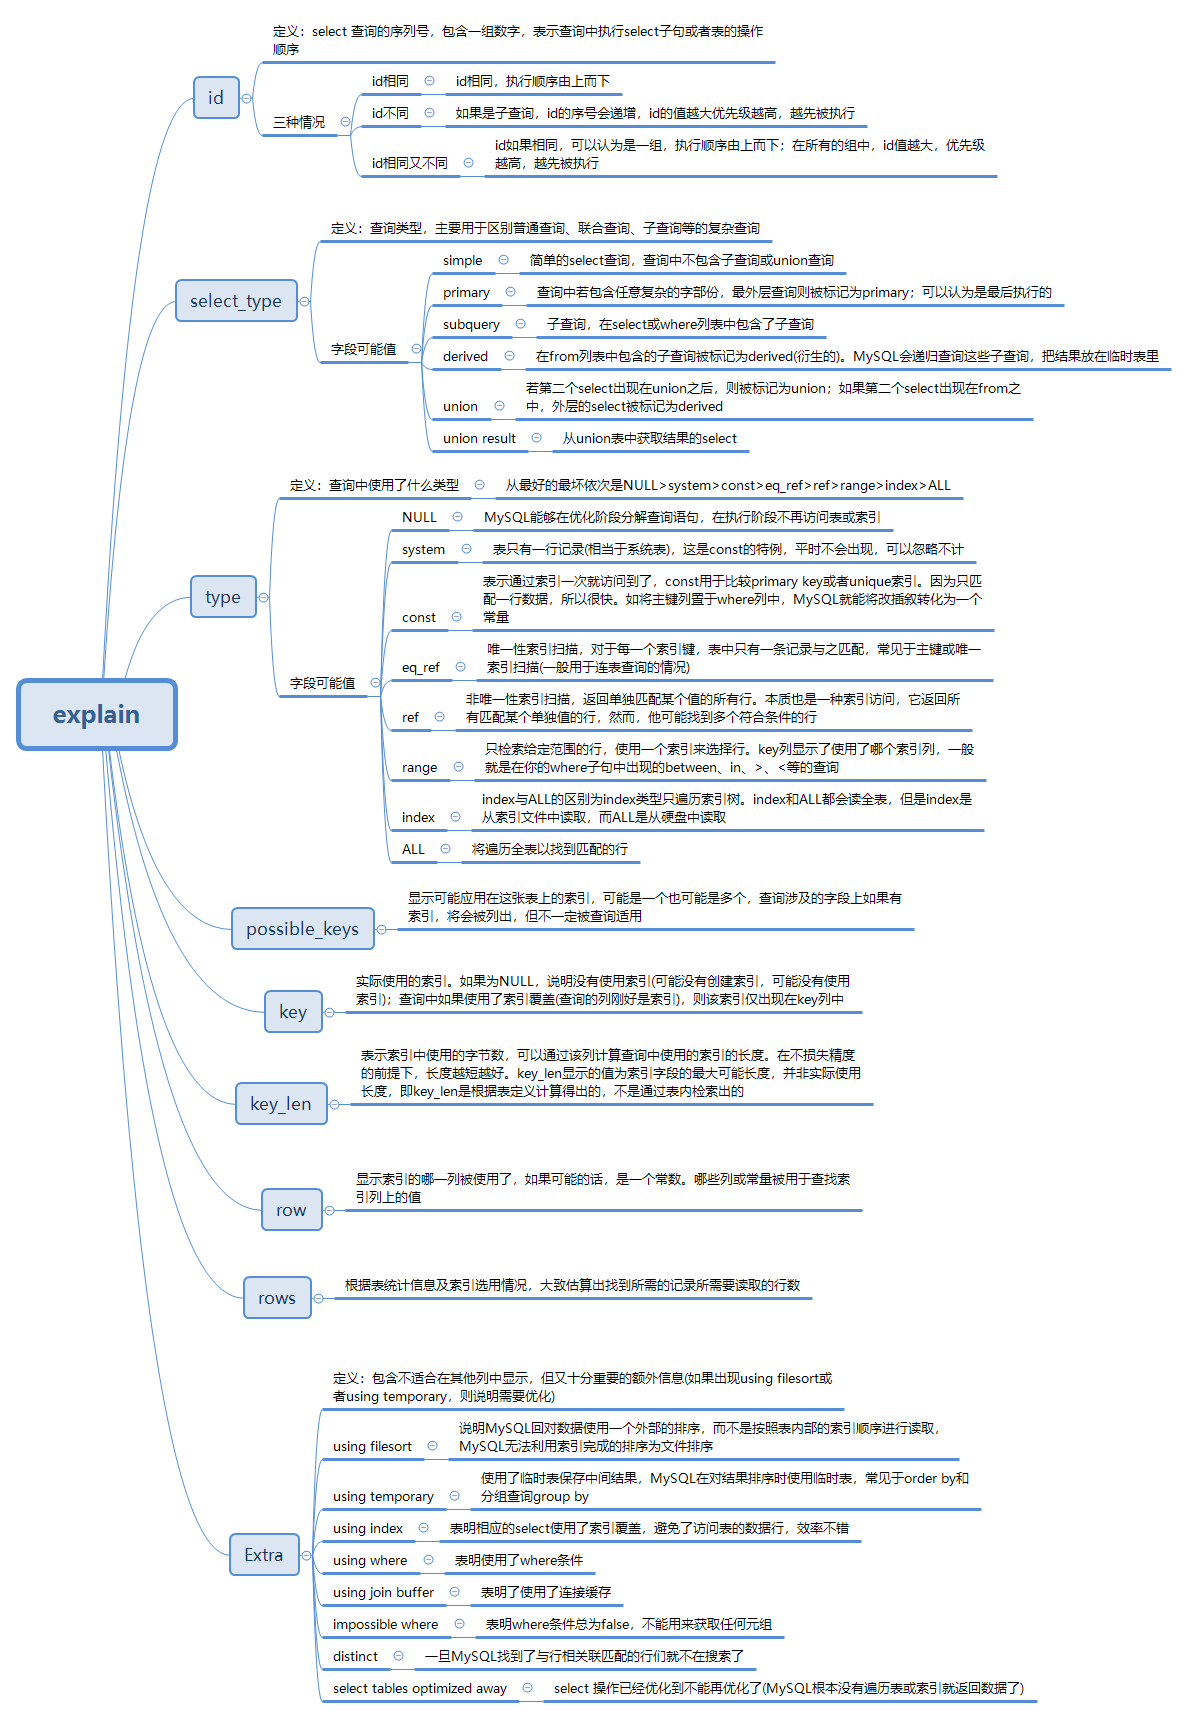 explain
id
定义：select 查询的序列号，包含一组数字，表示查询中执行select子句或者表的操作
顺序
三种情况
id相同
id相同，执行顺序由上而下
id不同
如果是子查询，id的序号会递增，id的值越大优先级越高，越先被执行
id相同又不同
id如果相同，可以认为是一组，执行顺序由上而下；在所有的组中，id值越大，优先级
越高，越先被执行
select_type
定义：查询类型，主要用于区别普通查询、联合查询、子查询等的复杂查询
字段可能值
simple
简单的select查询，查询中不包含子查询或union查询
primary
查询中若包含任意复杂的字部份，最外层查询则被标记为primary；可以认为是最后执行的
subquery
子查询，在select或where列表中包含了子查询
derived
在from列表中包含的子查询被标记为derived(衍生的)。MySQL会递归查询这些子查询，把结果放在临时表里
union
若第二个select出现在union之后，则被标记为union；如果第二个select出现在from之
中，外层的select被标记为derived
union result
从union表中获取结果的select
type
定义：查询中使用了什么类型
从最好的最坏依次是NULL>system>const>eq_ref>ref>range>index>ALL
字段可能值
NULL
MySQL能够在优化阶段分解查询语句，在执行阶段不再访问表或索引
system
表只有一行记录(相当于系统表)，这是const的特例，平时不会出现，可以忽略不计
const
表示通过索引一次就访问到了，const用于比较primary key或者unique索引。因为只匹
配一行数据，所以很快。如将主键列置于where列中，MySQL就能将改插叙转化为一个
常量
eq_ref
唯一性索引扫描，对于每一个索引键，表中只有一条记录与之匹配，常见于主键或唯一
索引扫描(一般用于连表查询的情况)
ref
非唯一性索引扫描，返回单独匹配某个值的所有行。本质也是一种索引访问，它返回所
有匹配某个单独值的行，然而，他可能找到多个符合条件的行
range
只检索给定范围的行，使用一个索引来选择行。key列显示了使用了哪个索引列，一般
就是在你的where子句中出现的between、in、>、<等的查询
index
index与ALL的区别为index类型只遍历索引树。index和ALL都会读全表，但是index是
从索引文件中读取，而ALL是从硬盘中读取
ALL
将遍历全表以找到匹配的行
possible_keys
显示可能应用在这张表上的索引，可能是一个也可能是多个，查询涉及的字段上如果有
索引，将会被列出，但不一定被查询适用
key
实际使用的索引。如果为NULL，说明没有使用索引(可能没有创建索引，可能没有使用
索引)；查询中如果使用了索引覆盖(查询的列刚好是索引)，则该索引仅出现在key列中
key_len
表示索引中使用的字节数，可以通过该列计算查询中使用的索引的长度。在不损失精度
的前提下，长度越短越好。key_len显示的值为索引字段的最大可能长度，并非实际使用
长度，即key_len是根据表定义计算得出的，不是通过表内检索出的
row
显示索引的哪一列被使用了，如果可能的话，是一个常数。哪些列或常量被用于查找索
引列上的值
rows
根据表统计信息及索引选用情况，大致估算出找到所需的记录所需要读取的行数
Extra
定义：包含不适合在其他列中显示，但又十分重要的额外信息(如果出现using filesort或
者using temporary，则说明需要优化)
using filesort
说明MySQL回对数据使用一个外部的排序，而不是按照表内部的索引顺序进行读取，
MySQL无法利用索引完成的排序为文件排序
using temporary
使用了临时表保存中间结果，MySQL在对结果排序时使用临时表，常见于order by和
分组查询group by
using index
表明相应的select使用了索引覆盖，避免了访问表的数据行，效率不错
using where
表明使用了where条件
using join buffer
表明了使用了连接缓存
impossible where
表明where条件总为false，不能用来获取任何元组
distinct
一旦MySQL找到了与行相关联匹配的行们就不在搜索了
select tables optimized away
select 操作已经优化到不能再优化了(MySQL根本没有遍历表或索引就返回数据了)